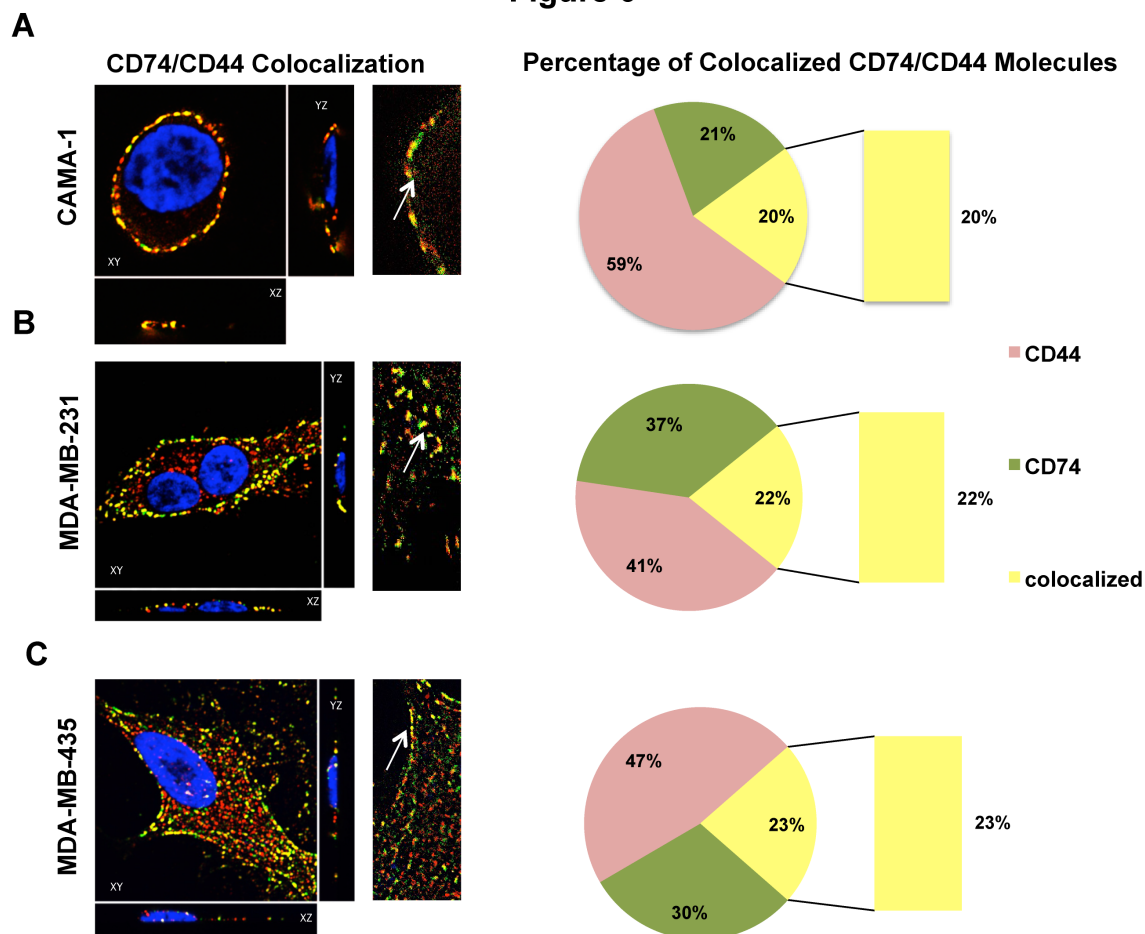 A
CD74/CD44 Colocalization
Percentage of Colocalized CD74/CD44 Molecules
CAMA-1
YZ
XY
XZ
21%
20%
59%
20%
B
MDA-MB-231
YZ
XY
XZ
37%
22%
41%
22%
CD44
CD74
colocalized
C
MDA-MB-435
YZ
XY
XZ
47%
23%
30%
23%